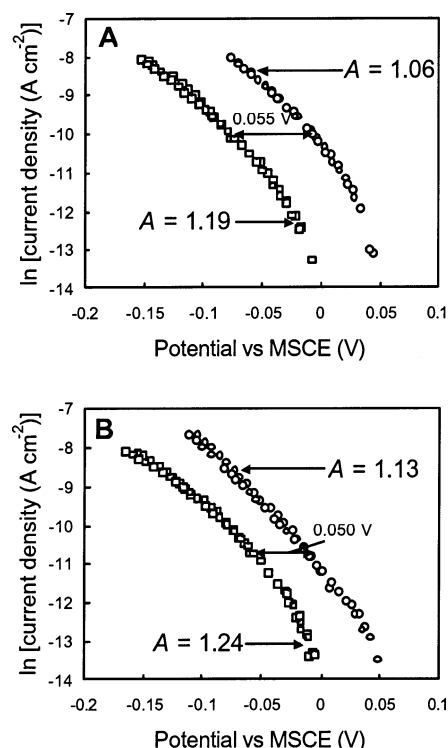 A
-7
-8
-9
-10
-11
-12
-13
-14
-0.2 -0.15 -0.1 -0.05 0 0.05 0.1
ln [current density (A cm⁻²)]
Potential vs MSCE (V)
A = 1.06
0.055 V
A = 1.19
B
-7
-8
-9
-10
-11
-12
-13
-14
-0.2 -0.15 -0.1 -0.05 0 0.05 0.1
ln [current density (A cm⁻²)]
Potential vs MSCE (V)
A = 1.13
0.050 V
A = 1.24